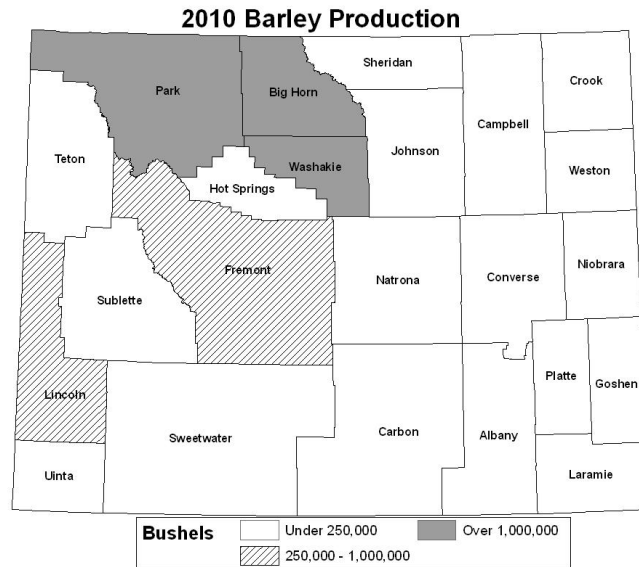 2010 Barley Production
Sheridan
Crook
Park
Big Horn
Campbell
Teton
Johnson
Washakie
Weston
Hot Springs
Fremont
Natrona
Converse
Niobrara
Sublette
Platte
Goshen
Lincoln
Sweetwater
Carbon
Albany
Uinta
Laramie
Bushels
Under 250,000
Over 1,000,000
250,000 - 1,000,000